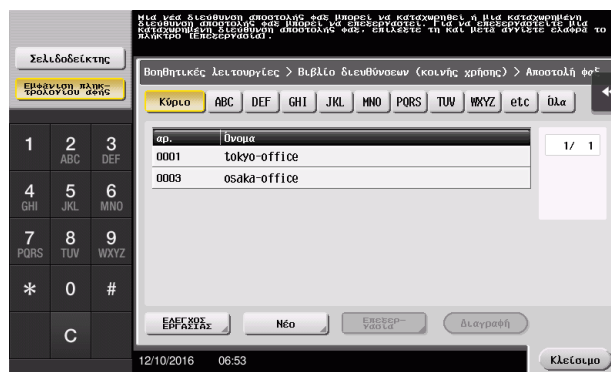 Μια νέα διεύθυνση αποστολής φαξ μπορεί να καταχωρηθεί ή μια καταχωρημένη
διεύθυνση αποστολής φαξ μπορεί να επεξεργαστεί. Για να επεξεργαστείτε μια
καταχωρημένη διεύθυνση αποστολής φαξ, επιλέξτε τη και μετά αγγίξτε ελαφρά το
πλήκτρο [Επεξεργασία].
Σελιδοδείκτης
Εμφάνιση πληκ-
τρολογίου αφής
Βοηθητικές λειτουργίες > Βιβλίο διευθύνσεων (κοινής χρήσης) > Αποστολή φαξ
Κύριο ABC DEF GHI JKL MNO PQRS TUV WXYZ etc Όλα
αρ. Όνομα
0001 tokyo-office
0003 osaka-office
1/ 1
1 2 ABC 3 DEF
4 GHI 5 JKL 6 MNO
7 PQRS 8 TUV 9 WXYZ
* 0 #
C
ΕΛΕΓΧΟΣ
ΕΡΓΑΣΙΑΣ
Νέο
Επεξερ-
γασία
Διαγραφή
12/10/2016 06:53
Κλείσιμο